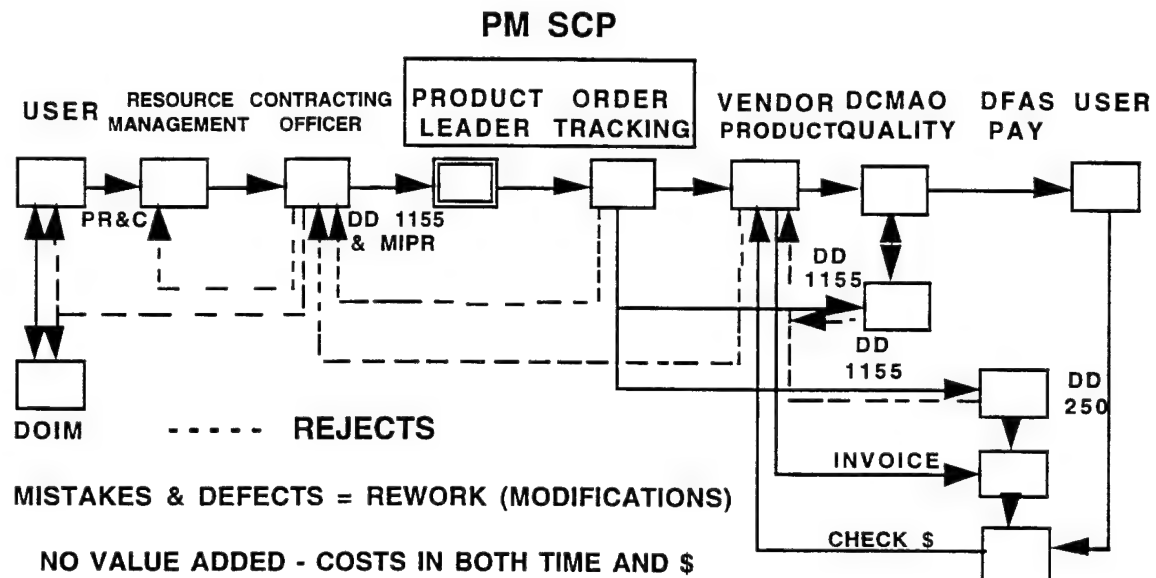 PM SCP
USER
RESOURCE
MANAGEMENT
CONTRACTING
OFFICER
PRODUCT
LEADER
ORDER
TRACKING
VENDOR
PRODUCT
DCMAO
QUALITY
DFAS
PAY
USER
PR&C
DD 1155
& MIPR
DD
1155
DD
1155
DD
250
DOIM
- - - - - REJECTS
INVOICE
MISTAKES & DEFECTS = REWORK (MODIFICATIONS)
CHECK $
NO VALUE ADDED - COSTS IN BOTH TIME AND $